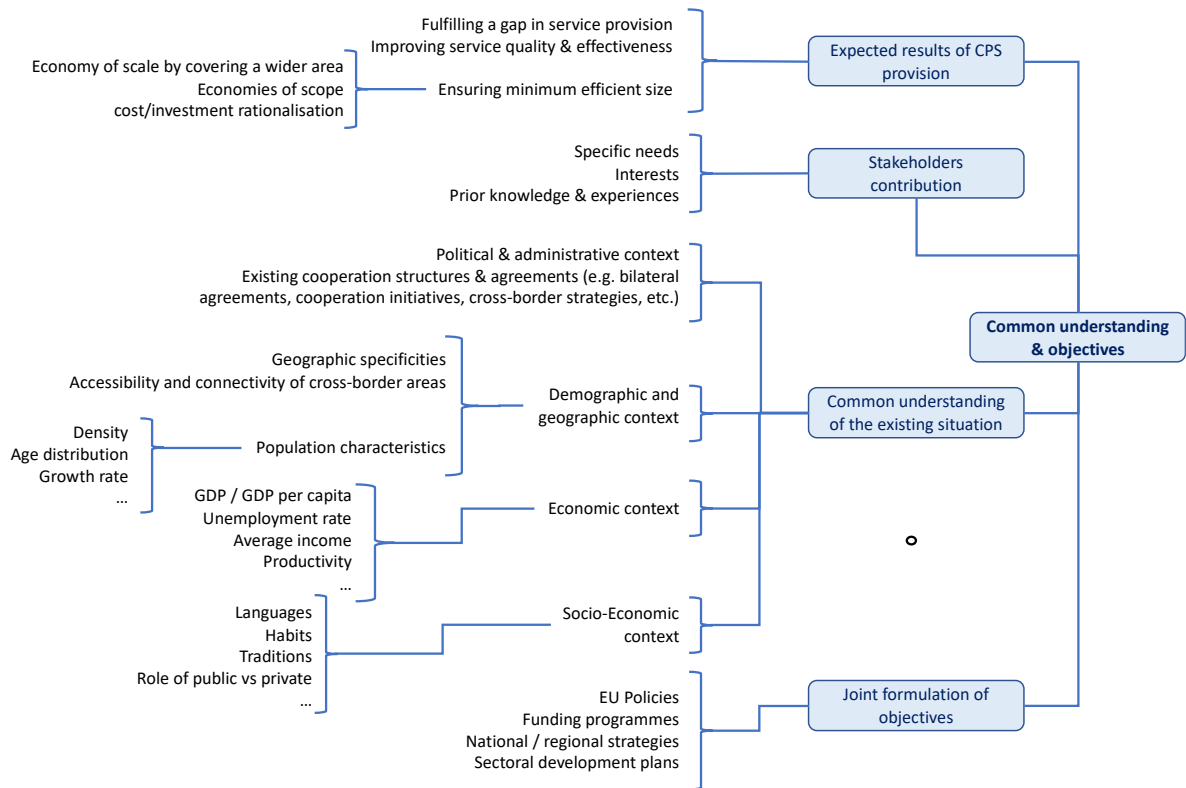 Fulfilling a gap in service provision
Improving service quality & effectiveness
Ensuring minimum efficient size
Economy of scale by covering a wider area
Economies of scope
cost/investment rationalisation
Expected results of CPS
provision
Specific needs
Interests
Prior knowledge & experiences
Stakeholders
contribution
Political & administrative context
Existing cooperation structures & agreements (e.g. bilateral
agreements, cooperation initiatives, cross-border strategies, etc.)
Common understanding
& objectives
Geographic specificities
Accessibility and connectivity of cross-border areas
Population characteristics
Demographic and
geographic context
Common understanding
of the existing situation
Density
Age distribution
Growth rate
...
GDP / GDP per capita
Unemployment rate
Average income
Productivity
...
Economic context
Languages
Habits
Traditions
Role of public vs private
...
Socio-Economic
context
EU Policies
Funding programmes
National / regional strategies
Sectoral development plans
Joint formulation of
objectives